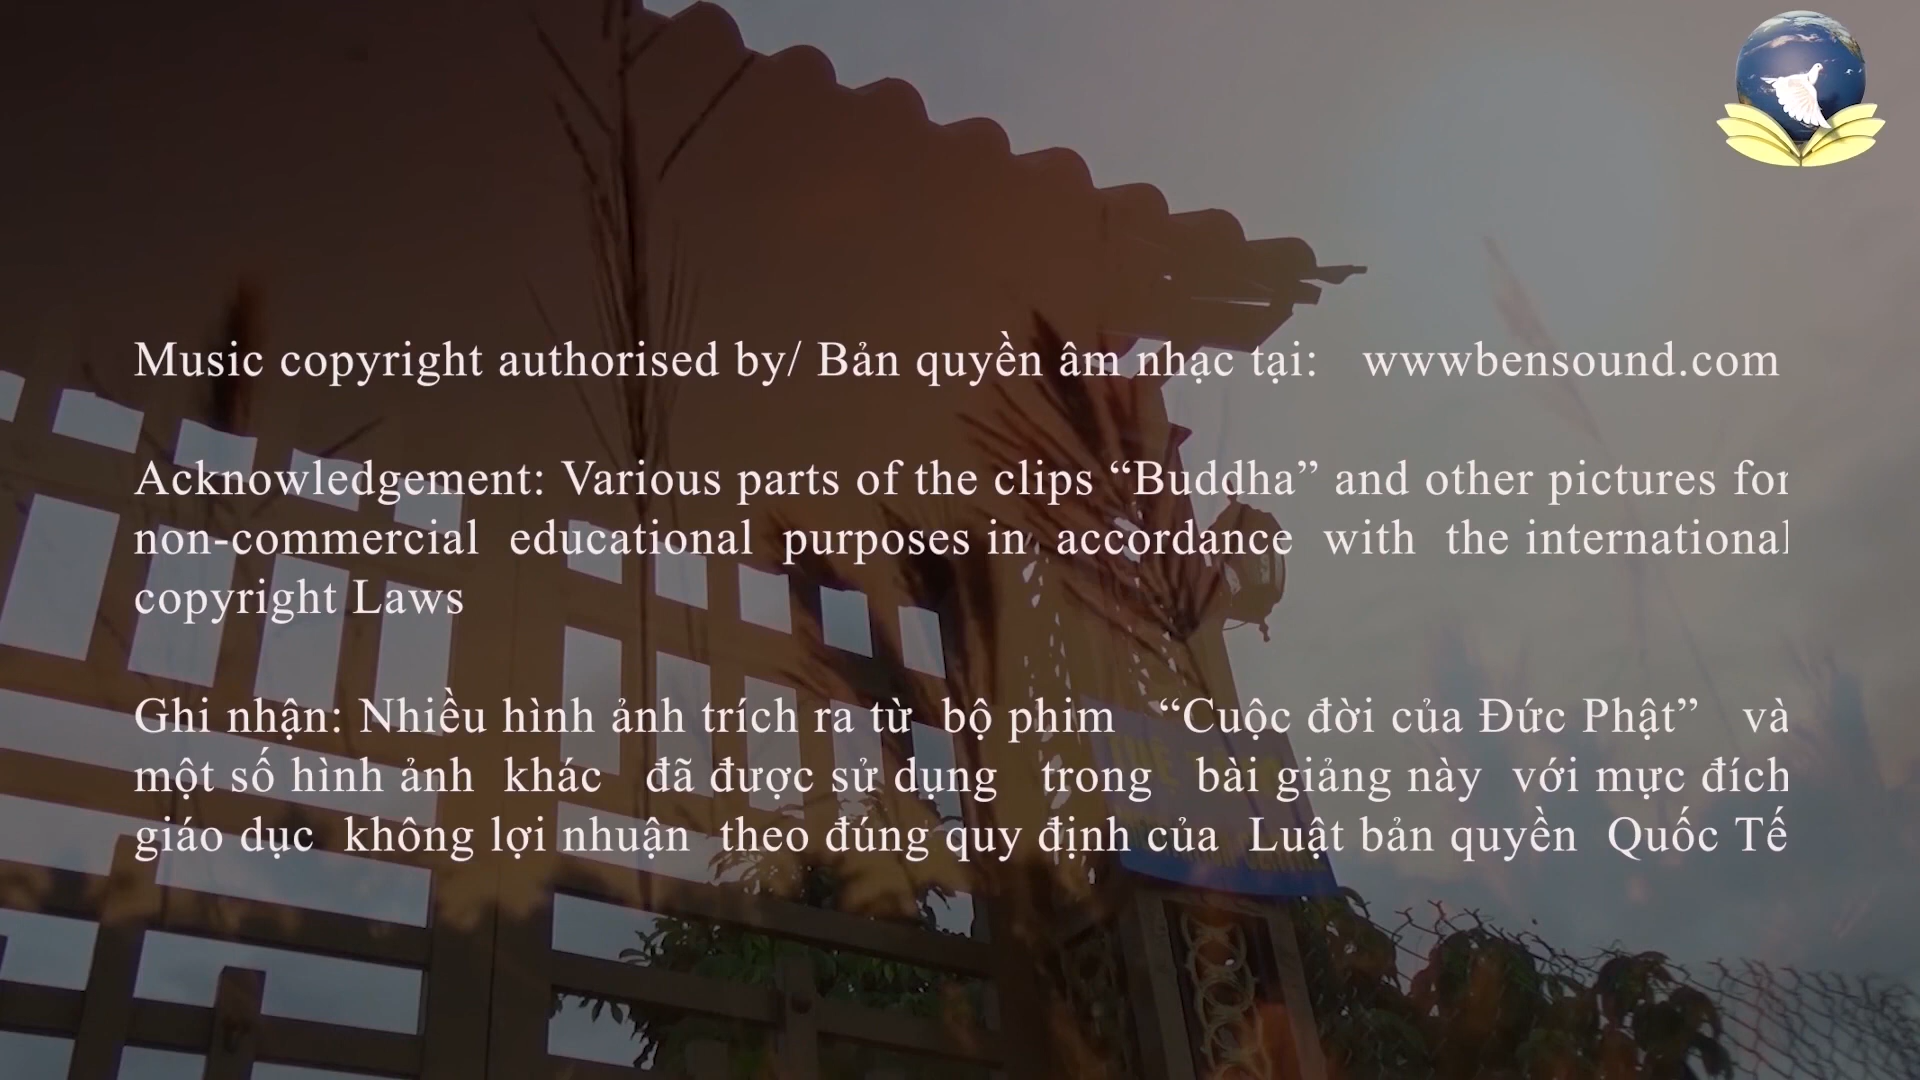 Music copyright authorised by/ Bản quyền âm nhạc tại: wwwbensound.com
Acknowledgement: Various parts of the clips “Buddha” and other pictures for
non-commercial educational purposes in accordance with the international
copyright Laws
Ghi nhận: Nhiều hình ảnh trích ra từ bộ phim “Cuộc đời của Đức Phật” và
một số hình ảnh khác đã được sử dụng trong bài giảng này với mực đích
giáo dục không lợi nhuận theo đúng quy định của Luật bản quyền Quốc Tế